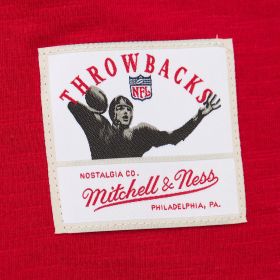 THROWBACKS
NFL
NOSTALGIA CO.
Mitchell & Ness
PHILADELPHIA, PA.